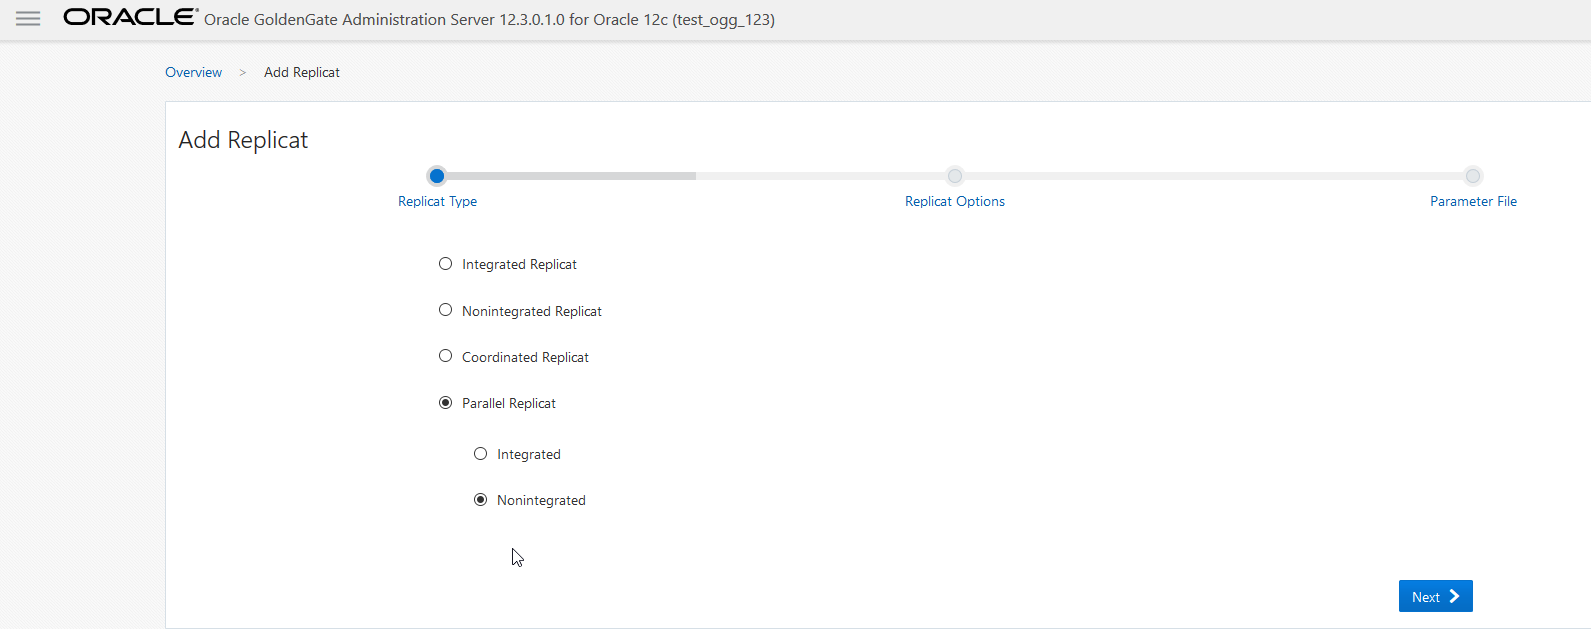 ORACLE® Oracle GoldenGate Administration Server 12.3.0.1.0 for Oracle 12c (test_ogg_123)
Overview > Add Replicat
Add Replicat
Replicat Type Replicat Options Parameter File
Integrated Replicat
Nonintegrated Replicat
Coordinated Replicat
Parallel Replicat
Integrated
Nonintegrated
Next